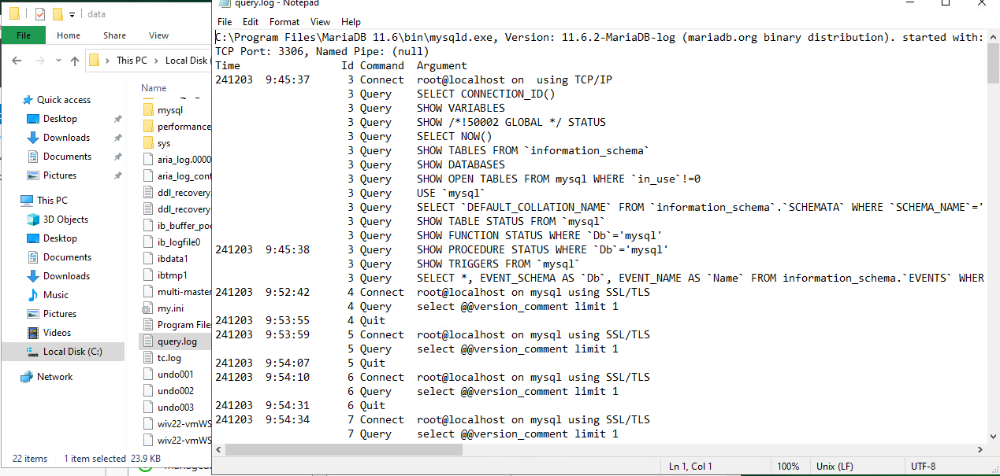 data
File Home Share View
This PC Local Disk (
Name
Quick access
Desktop
Downloads
Documents
Pictures
This PC
3D Objects
Desktop
Documents
Downloads
Music
Pictures
Videos
Local Disk (C:)
Network
mysql
performance
sys
aria_log.0000
aria_log_cont
ddl_recovery.
ddl_recovery-
ib_buffer_poo
ib_logfile0
ibdata1
ibtmp1
multi-master
my.ini
Program File
query.log
tc.log
undo001
undo002
undo003
wiv22-vmWS
wiv22-vmWS
22 items 1 item selected 23.9 KB
query.log - Notepad
File Edit Format View Help
C:\Program Files\MariaDB 11.6\bin\mysqld.exe, Version: 11.6.2-MariaDB-log (mariadb.org binary distribution). started with:
TCP Port: 3306, Named Pipe: (null)
Time Id Command Argument
241203 9:45:37 3 Connect root@localhost on using TCP/IP
3 Query SELECT CONNECTION_ID()
3 Query SHOW VARIABLES
3 Query SHOW /*!50002 GLOBAL */ STATUS
3 Query SELECT NOW()
3 Query SHOW TABLES FROM `information_schema`
3 Query SHOW DATABASES
3 Query SHOW OPEN TABLES FROM mysql WHERE `in_use`!=0
3 Query USE `mysql`
3 Query SELECT `DEFAULT_COLLATION_NAME` FROM `information_schema`.`SCHEMATA` WHERE `SCHEMA_NAME`='
3 Query SHOW TABLE STATUS FROM `mysql`
3 Query SHOW FUNCTION STATUS WHERE `Db`='mysql'
241203 9:45:38 3 Query SHOW PROCEDURE STATUS WHERE `Db`='mysql'
3 Query SHOW TRIGGERS FROM `mysql`
3 Query SELECT *, EVENT_SCHEMA AS `Db`, EVENT_NAME AS `Name` FROM information_schema.`EVENTS` WHER
241203 9:52:42 4 Connect root@localhost on mysql using SSL/TLS
4 Query select @@version_comment limit 1
241203 9:53:55 4 Quit
241203 9:53:59 5 Connect root@localhost on mysql using SSL/TLS
5 Query select @@version_comment limit 1
241203 9:54:07 5 Quit
241203 9:54:10 6 Connect root@localhost on mysql using SSL/TLS
6 Query select @@version_comment limit 1
241203 9:54:31 6 Quit
241203 9:54:34 7 Connect root@localhost on mysql using SSL/TLS
7 Query select @@version_comment limit 1
Ln 1, Col 1 100% Unix (LF) UTF-8